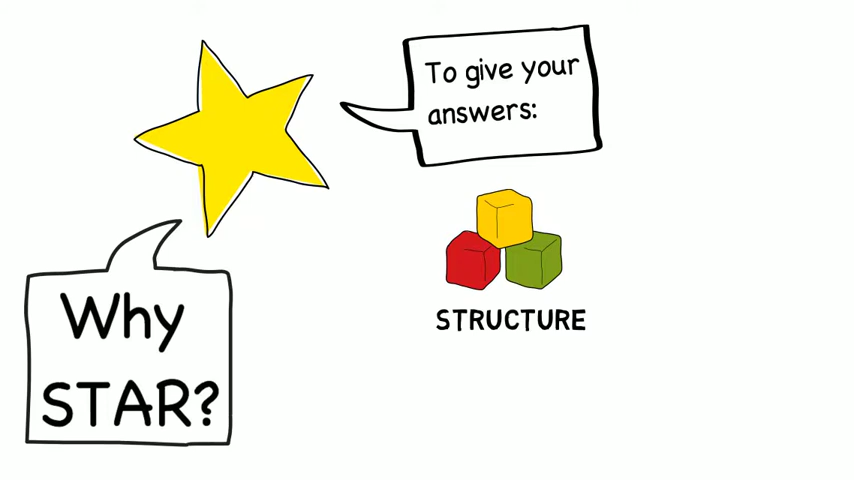 To give your
answers:
STRUCTURE
Why
STAR?